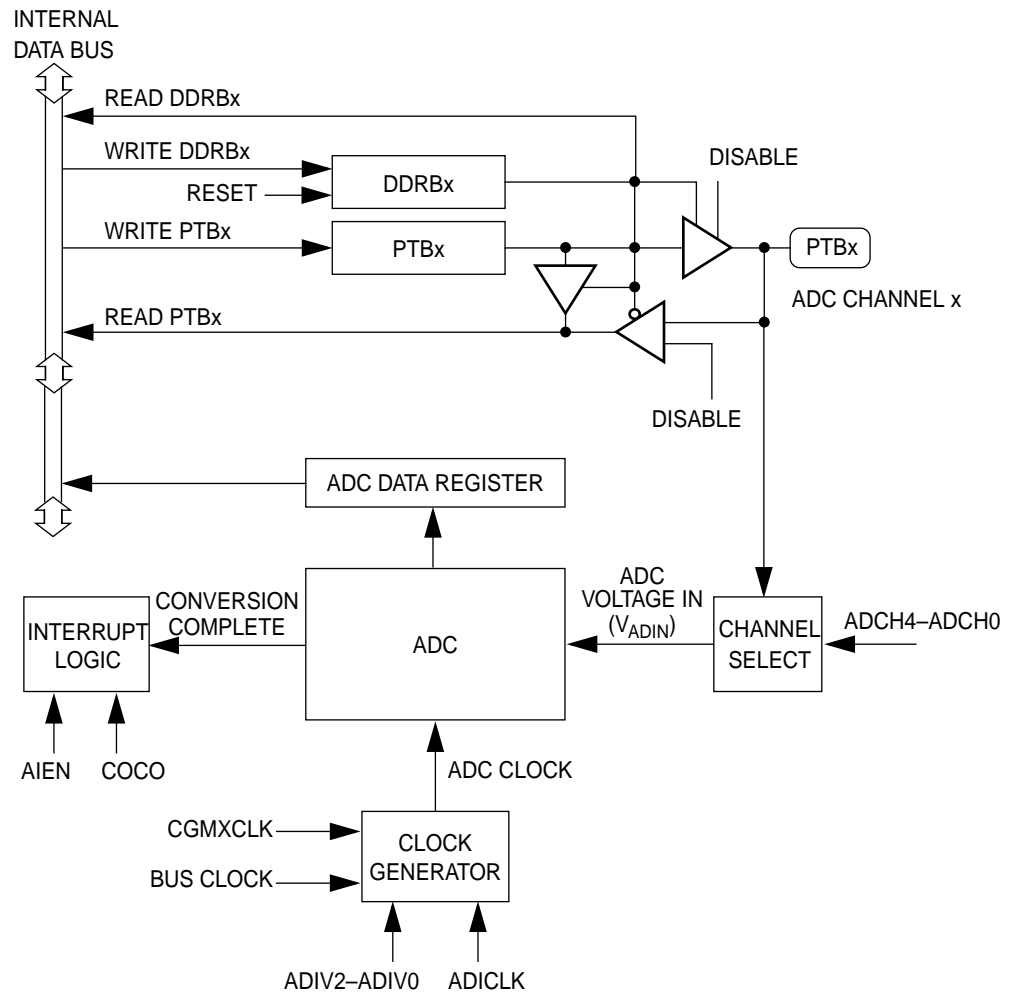 INTERNAL
DATA BUS
READ DDRBx
WRITE DDRBx
DISABLE
DDRBx
RESET
WRITE PTBx
PTBx
PTBx
ADC CHANNEL x
READ PTBx
DISABLE
ADC DATA REGISTER
ADC
VOLTAGE IN
(VADIN)
CONVERSION
COMPLETE
INTERRUPT
LOGIC
ADC
CHANNEL
SELECT
ADCH4–ADCH0
AIEN
COCO
ADC CLOCK
CGMXCLK
CLOCK
GENERATOR
BUS CLOCK
ADIV2–ADIV0
ADICLK